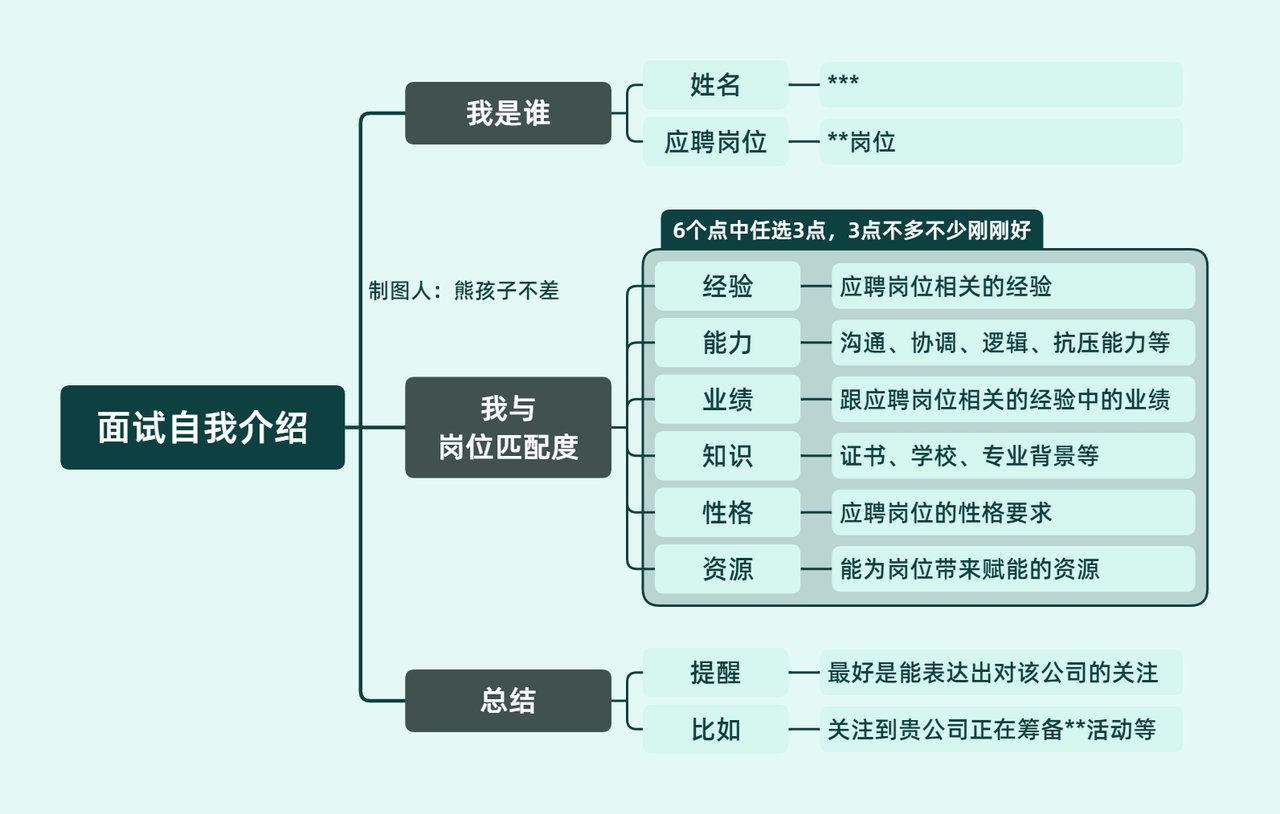 面试自我介绍
我是谁
姓名
***
应聘岗位
**岗位
制图人：熊孩子不差
我与
岗位匹配度
6个点中任选3点，3点不多不少刚刚好
经验
应聘岗位相关的经验
能力
沟通、协调、逻辑、抗压能力等
业绩
跟应聘岗位相关的经验中的业绩
知识
证书、学校、专业背景等
性格
应聘岗位的性格要求
资源
能为岗位带来赋能的资源
总结
提醒
最好是能表达出对该公司的关注
比如
关注到贵公司正在筹备**活动等